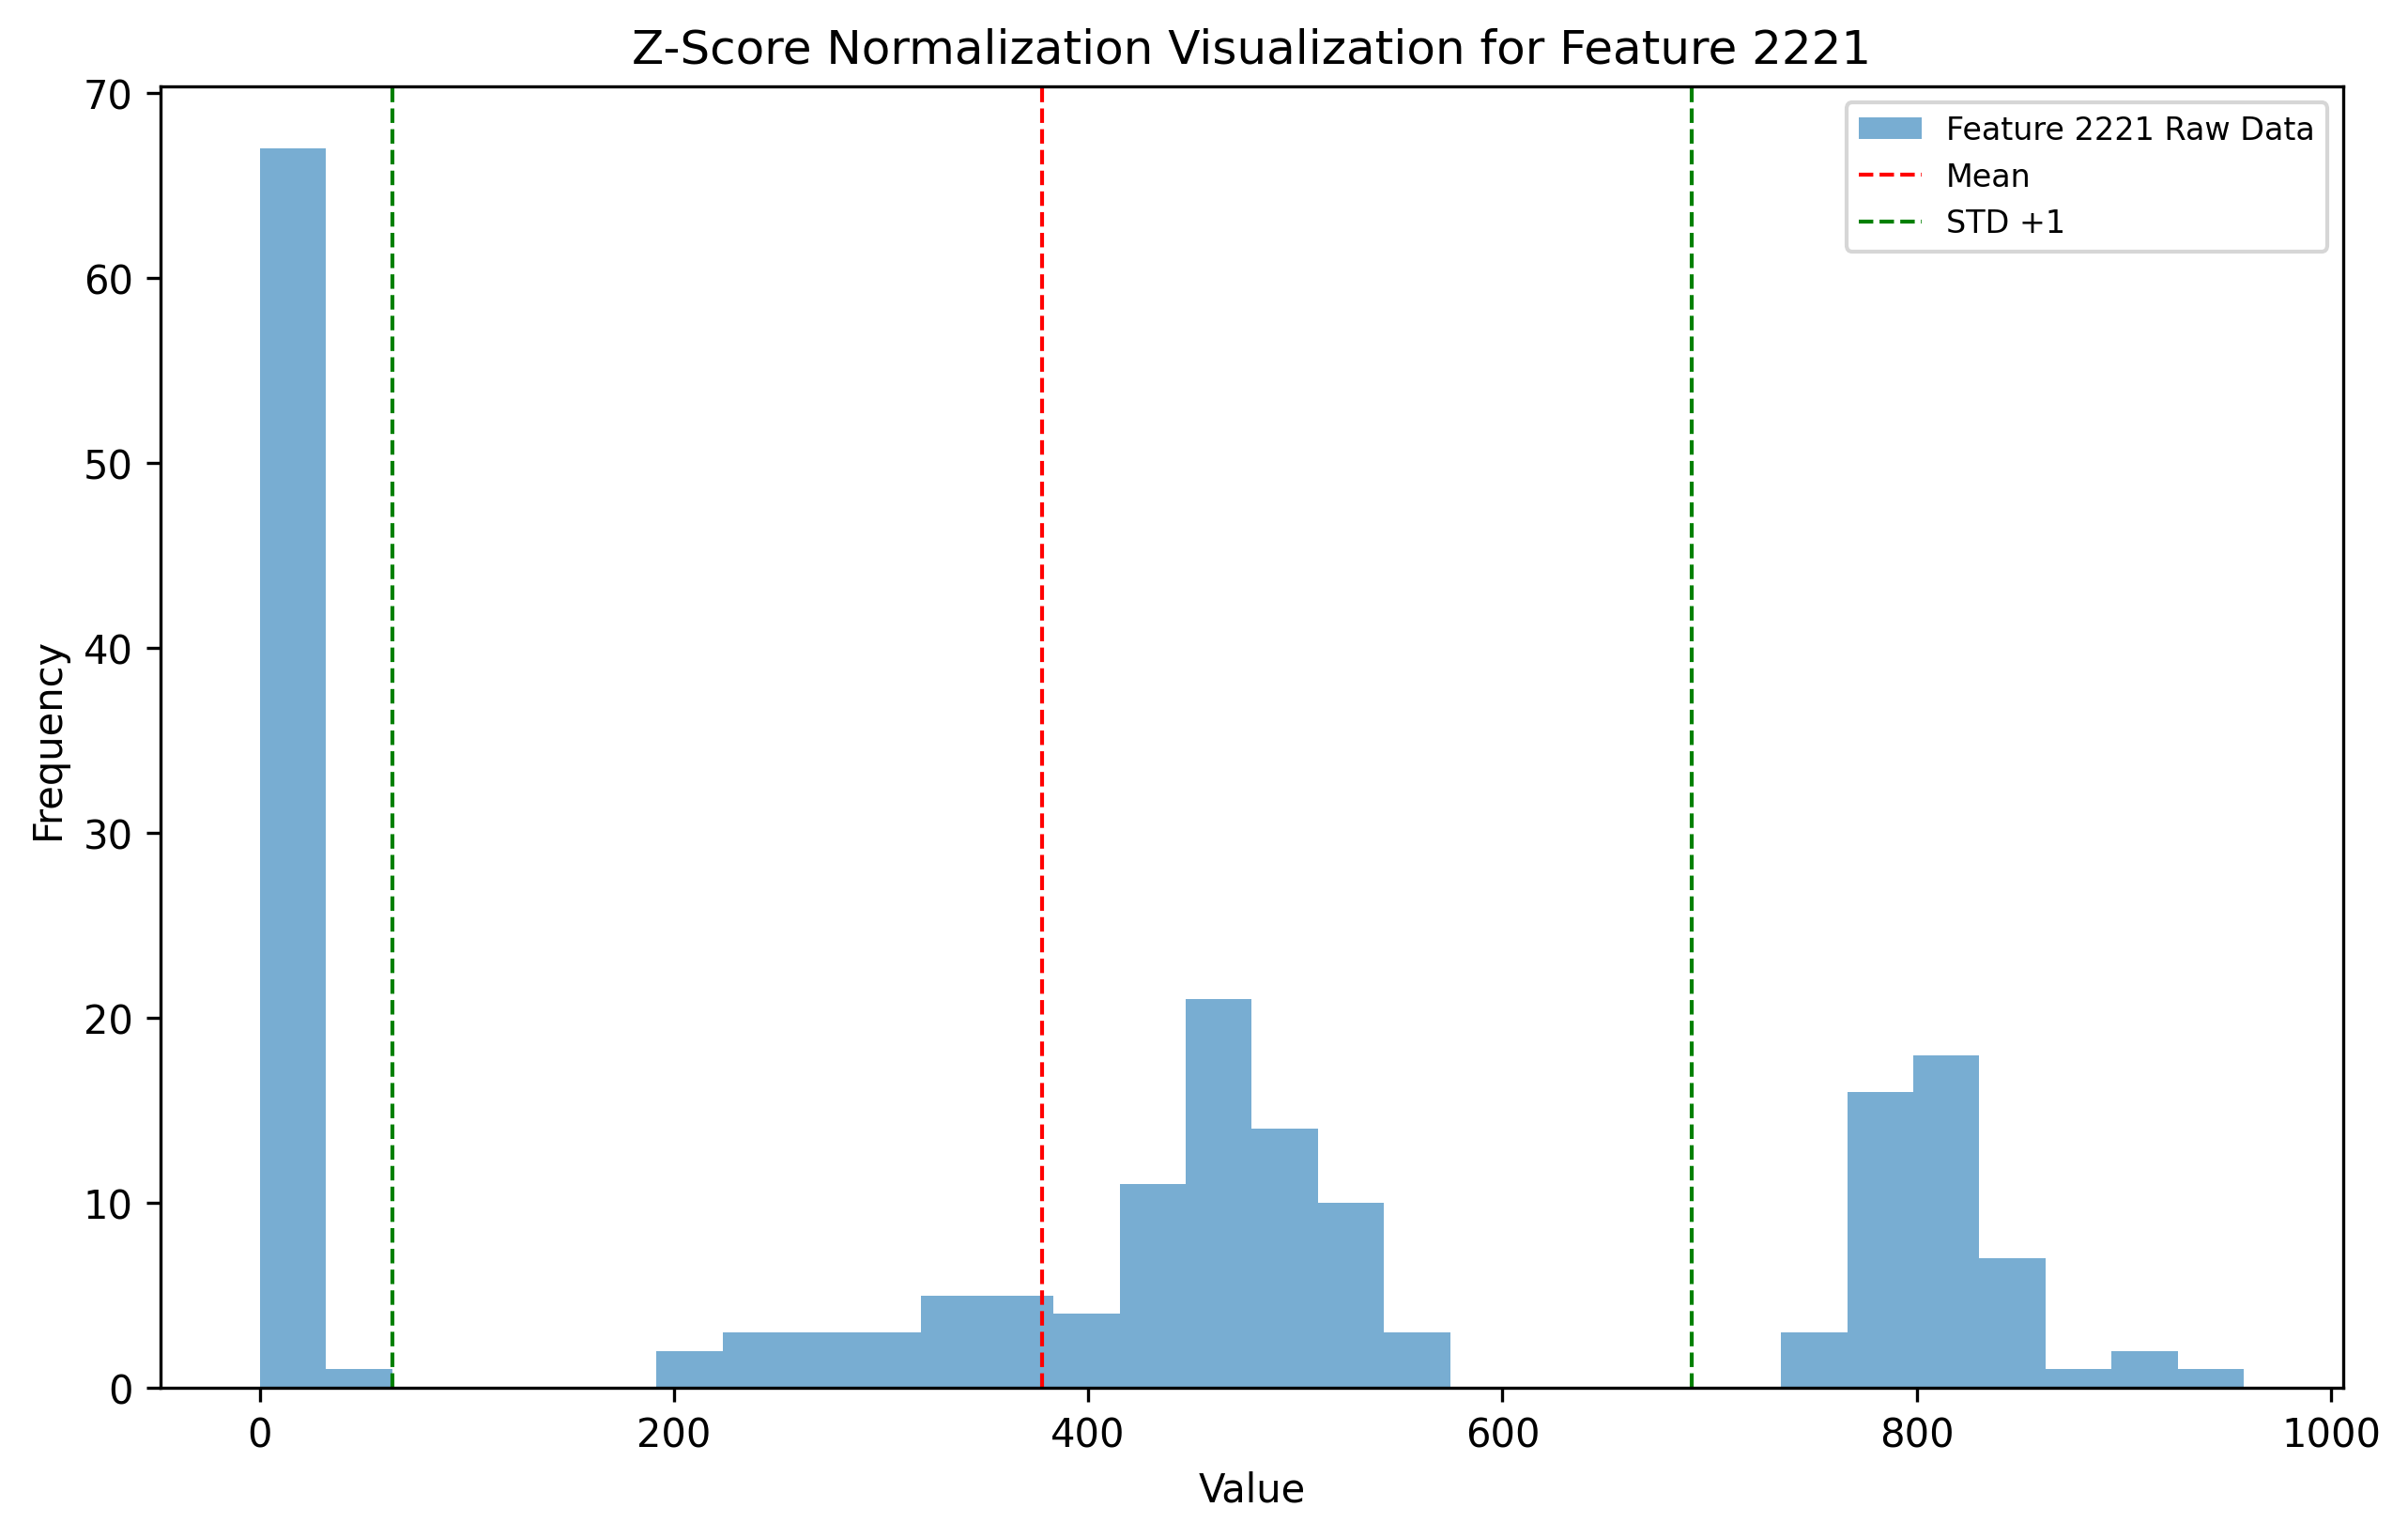 Z-Score Normalization Visualization for Feature 2221
Feature 2221 Raw Data
Mean
STD +1
Frequency
70
60
50
40
30
20
10
0
0 200 400 600 800 1000
Value